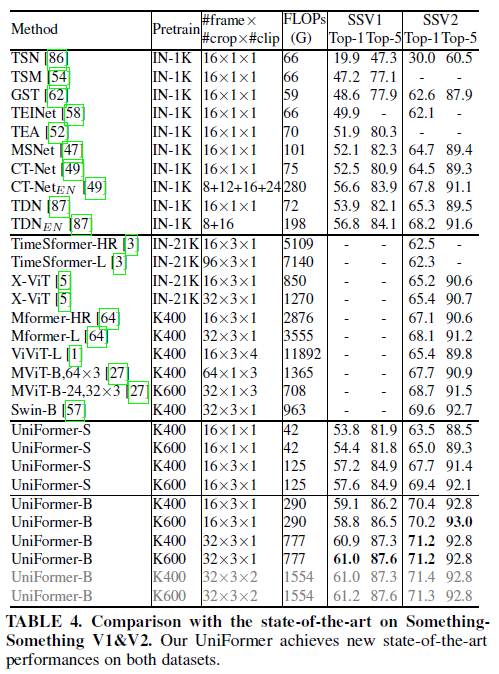 Method Pretrain #frame× #crop×#clip FLOPs (G) SSV1 Top-1 Top-5 SSV2 Top-1 Top-5
TSN [86] IN-1K 16×1×1 66 19.9 47.3 30.0 60.5
TSM [54] IN-1K 16×1×1 66 47.2 77.1 - -
GST [62] IN-1K 16×1×1 59 48.6 77.9 62.6 87.9
TEINet [58] IN-1K 16×1×1 66 49.9 - 62.1 -
TEA [52] IN-1K 16×1×1 70 51.9 80.3 - -
MSNet [47] IN-1K 16×1×1 101 52.1 82.3 64.7 89.4
CT-Net [49] IN-1K 16×1×1 75 52.5 80.9 64.5 89.3
CT-NetEN [49] IN-1K 8+12+16+24 280 56.6 83.9 67.8 91.1
TDN [87] IN-1K 16×1×1 72 53.9 82.1 65.3 89.5
TDNEN [87] IN-1K 8+16 198 56.8 84.1 68.2 91.6
TimeSformer-HR [3] IN-21K 16×3×1 5109 - - 62.5 -
TimeSformer-L [3] IN-21K 96×3×1 7140 - - 62.3 -
X-ViT [5] IN-21K 16×3×1 850 - - 65.2 90.6
X-ViT [5] IN-21K 32×3×1 1270 - - 65.4 90.7
Mformer-HR [64] K400 16×3×1 2876 - - 67.1 90.6
Mformer-L [64] K400 32×3×1 3555 - - 68.1 91.2
ViViT-L [1] K400 16×3×4 11892 - - 65.4 89.8
MViT-B,64×3 [27] K400 64×1×3 1365 - - 67.7 90.9
MViT-B-24,32×3 [27] K600 32×1×3 708 - - 68.7 91.5
Swin-B [57] K400 32×3×1 963 - - 69.6 92.7
UniFormer-S K400 16×1×1 42 53.8 81.9 63.5 88.5
UniFormer-S K600 16×1×1 42 54.4 81.8 65.0 89.3
UniFormer-S K400 16×3×1 125 57.2 84.9 67.7 91.4
UniFormer-S K600 16×3×1 125 57.6 84.9 69.4 92.1
UniFormer-B K400 16×3×1 290 59.1 86.2 70.4 92.8
UniFormer-B K600 16×3×1 290 58.8 86.5 70.2 93.0
UniFormer-B K400 32×3×1 777 60.9 87.3 71.2 92.8
UniFormer-B K600 32×3×1 777 61.0 87.6 71.2 92.8
UniFormer-B K400 32×3×2 1554 61.0 87.3 71.4 92.8
UniFormer-B K600 32×3×2 1554 61.2 87.6 71.3 92.8
TABLE 4. Comparison with the state-of-the-art on Something-
Something V1&V2. Our UniFormer achieves new state-of-the-art
performances on both datasets.